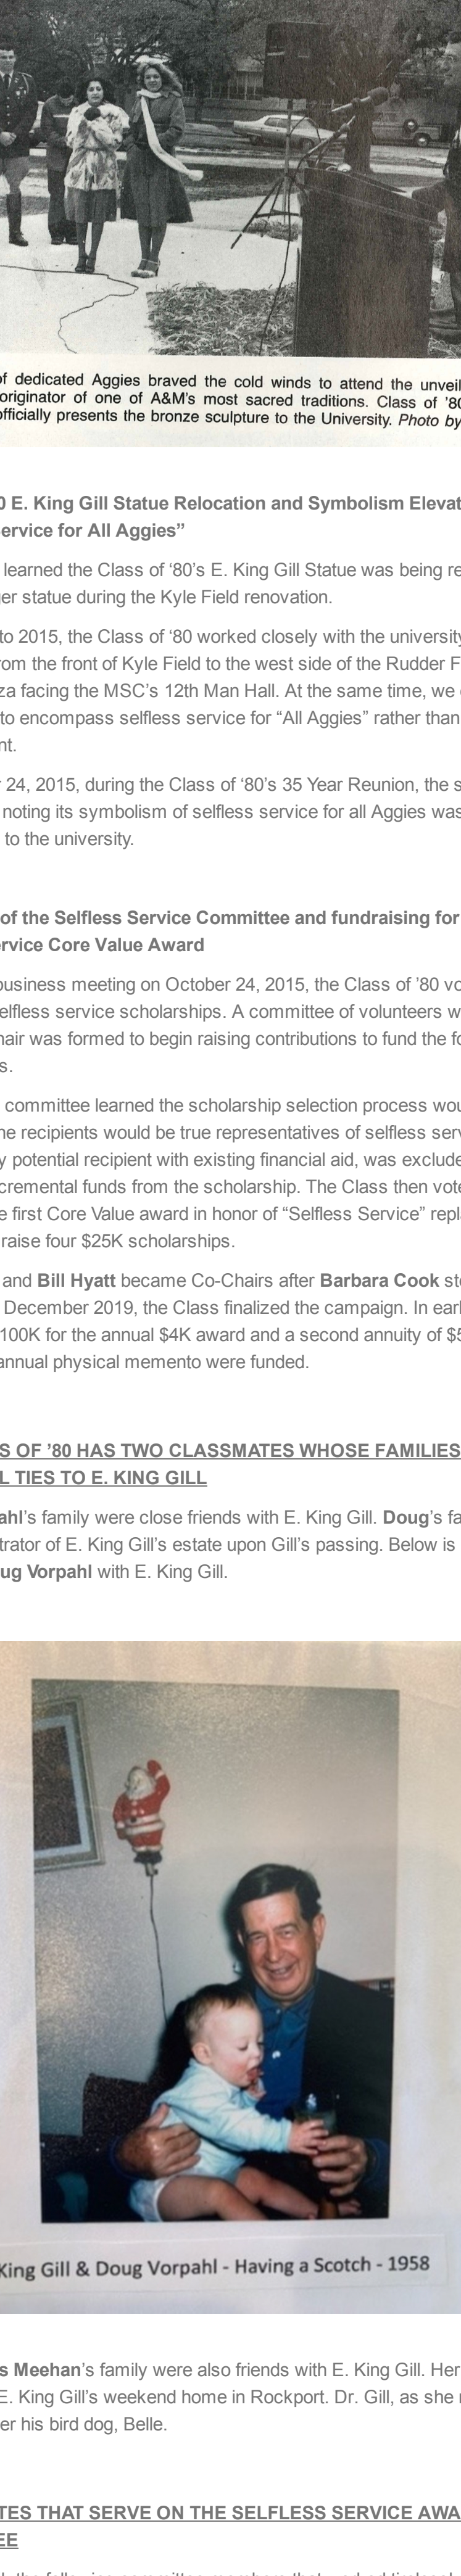 of dedicated Aggies braved the cold winds to attend the unveil
originator of one of A&M's most sacred traditions. Class of '80
officially presents the bronze sculpture to the University. Photo by
0 E. King Gill Statue Relocation and Symbolism Elevat
ervice for All Aggies”
learned the Class of ‘80’s E. King Gill Statue was being re
ger statue during the Kyle Field renovation.
to 2015, the Class of ‘80 worked closely with the university
rom the front of Kyle Field to the west side of the Rudder F
za facing the MSC’s 12th Man Hall. At the same time, we
to encompass selfless service for “All Aggies” rather than
nt.
24, 2015, during the Class of ‘80’s 35 Year Reunion, the s
noting its symbolism of selfless service for all Aggies was
to the university.
of the Selfless Service Committee and fundraising for
ervice Core Value Award
business meeting on October 24, 2015, the Class of ’80 vo
elfless service scholarships. A committee of volunteers w
hair was formed to begin raising contributions to fund the fo
s.
committee learned the scholarship selection process wou
he recipients would be true representatives of selfless serv
y potential recipient with existing financial aid, was exclude
cremental funds from the scholarship. The Class then vote
e first Core Value award in honor of “Selfless Service” repl
raise four $25K scholarships.
and Bill Hyatt became Co-Chairs after Barbara Cook ste
December 2019, the Class finalized the campaign. In earl
100K for the annual $4K award and a second annuity of $5
annual physical memento were funded.
S OF ’80 HAS TWO CLASSMATES WHOSE FAMILIES
L TIES TO E. KING GILL
ahl’s family were close friends with E. King Gill. Doug’s fa
trator of E. King Gill’s estate upon Gill’s passing. Below is
ug Vorpahl with E. King Gill.
King Gill & Doug Vorpahl - Having a Scotch - 1958
s Meehan’s family were also friends with E. King Gill. Her
E. King Gill’s weekend home in Rockport. Dr. Gill, as she r
er his bird dog, Belle.
TES THAT SERVE ON THE SELFLESS SERVICE AWA
EE